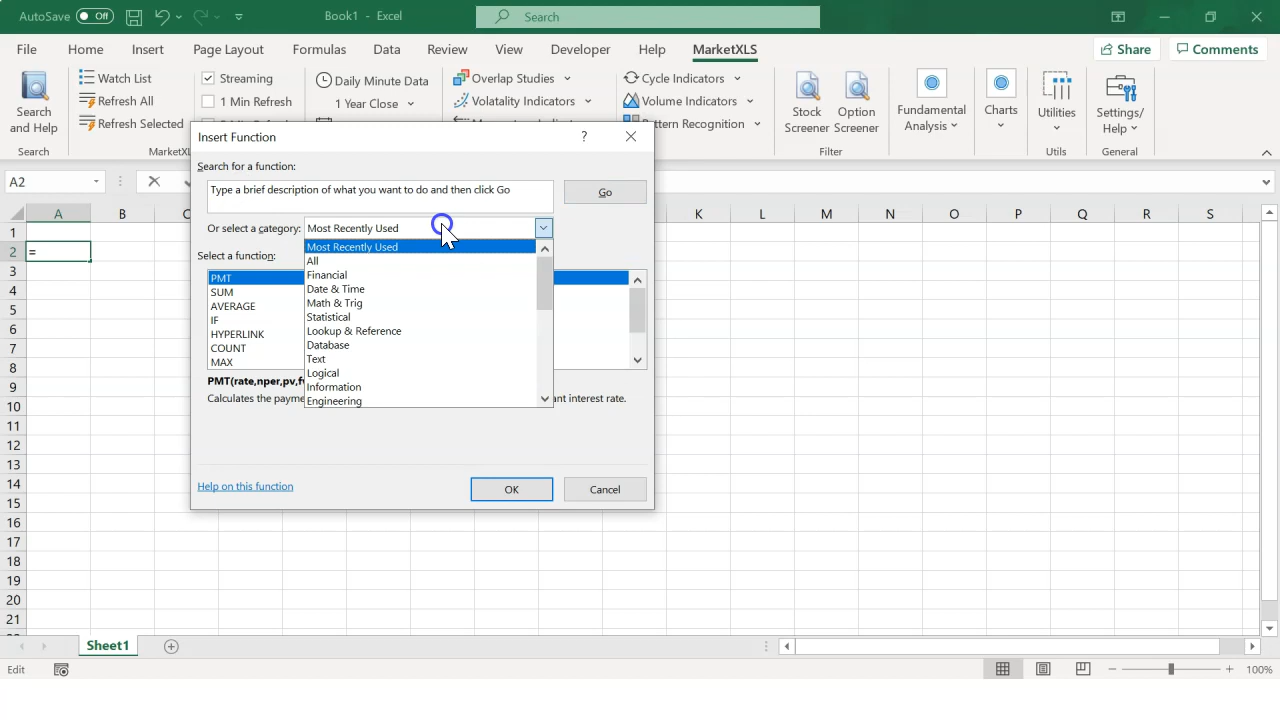 AutoSave Off Book1 - Excel Search
File Home Insert Page Layout Formulas Data Review View Developer Help MarketXLS Share Comments
Search and Help
Search
Watch List
Refresh All
Refresh Selected
Streaming
1 Min Refresh
Daily Minute Data
1 Year Close
Overlap Studies
Volatality Indicators
Cycle Indicators
Volume Indicators
Pattern Recognition
Stock Screener
Option Screener
Filter
Fundamental Analysis
Charts
Utilities
Utils
Settings/ Help
General
A2
A B K L M N O P Q R S
1
2 =
3
4
5
6
7
8
9
10
11
12
13
14
15
16
17
18
19
20
21
Insert Function ?
Search for a function:
Type a brief description of what you want to do and then click Go
Go
Or select a category: Most Recently Used
Most Recently Used
All
Financial
Date & Time
Math & Trig
Statistical
Lookup & Reference
Database
Text
Logical
Information
Engineering
Select a function:
PMT
SUM
AVERAGE
IF
HYPERLINK
COUNT
MAX
PMT(rate,nper,pv,
Calculates the interest rate.
Help on this function
OK Cancel
Sheet1
Edit 100%